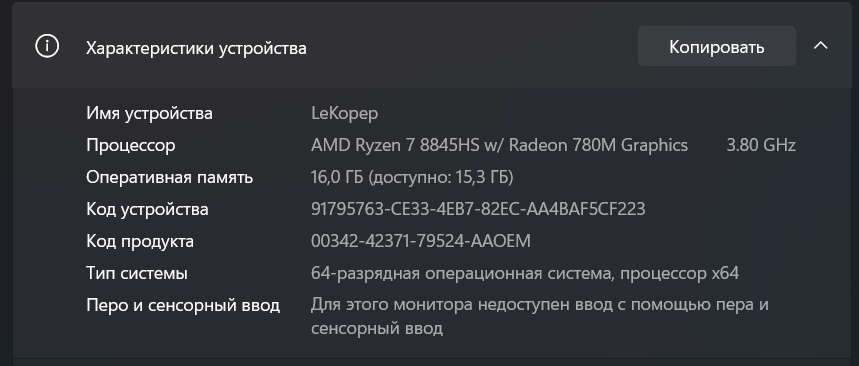 Характеристики устройства
Копировать
Имя устройства LeKopep
Процессор AMD Ryzen 7 8845HS w/ Radeon 780M Graphics 3.80 GHz
Оперативная память 16,0 ГБ (доступно: 15,3 ГБ)
Код устройства 91795763-CE33-4EB7-82EC-AA4BAF5CF223
Код продукта 00342-42371-79524-AAOEM
Тип системы 64-разрядная операционная система, процессор x64
Перо и сенсорный ввод Для этого монитора недоступен ввод с помощью пера и
сенсорный ввод